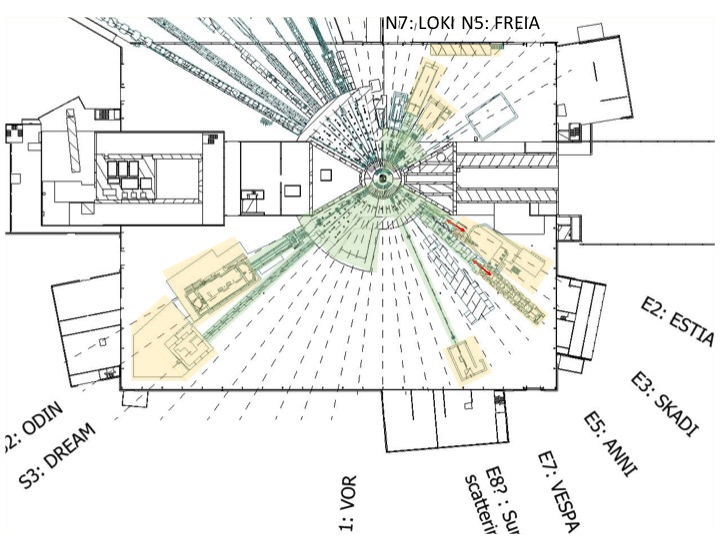 N7: LOKI N5: FREIA
E2: ESTIA
E3: SKADI
E5: ANNI
E7: VESPA
E8? : Sur
scatterin
1: VOR
S3: DREAM
2: ODIN